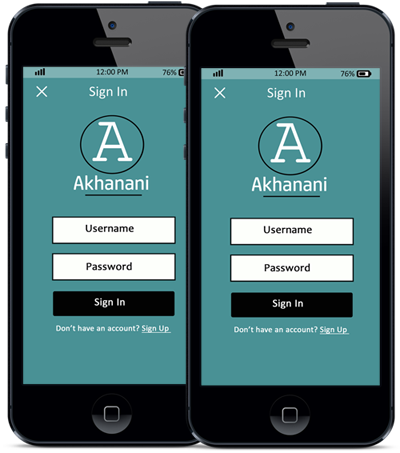 12:00 PM 76%
Sign In
A
Akhanani
Username
Password
Sign In
Don't have an account? Sign Up
12:00 PM 76%
Sign In
A
Akhanani
Username
Password
Sign In
Don't have an account? Sign Up